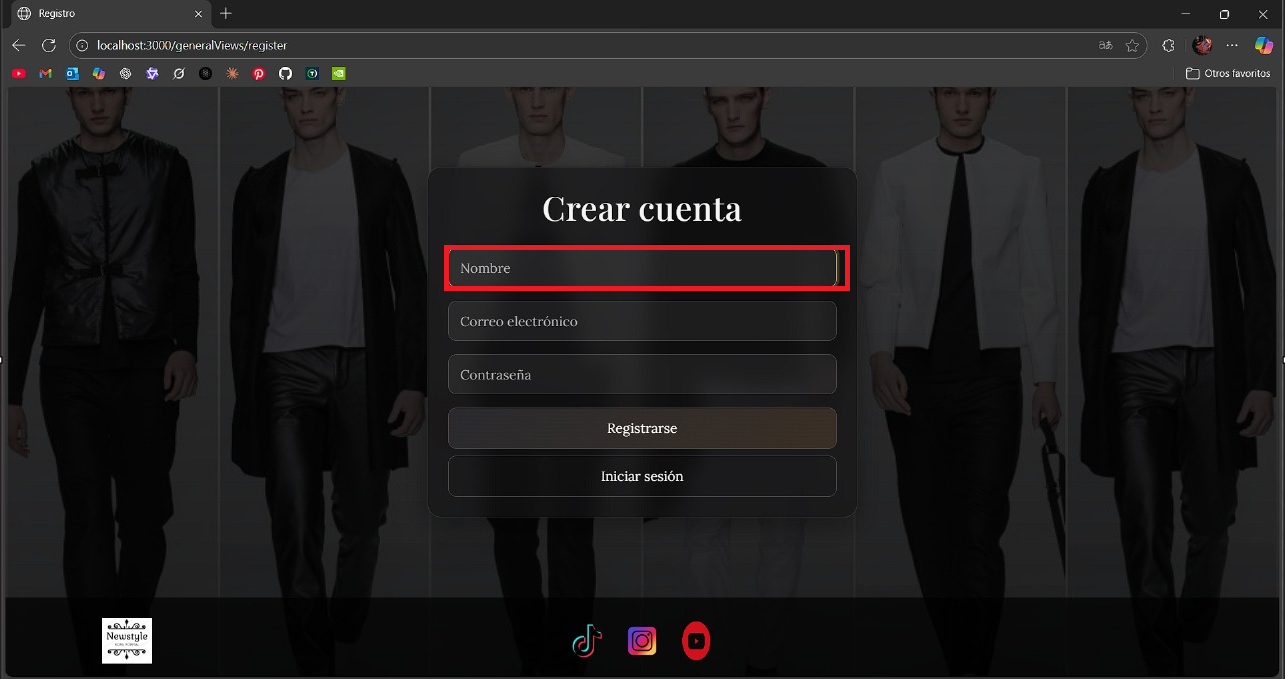 Registro
localhost:3000/generalViews/register
Otros favoritos
Crear cuenta
Nombre
Correo electrónico
Contraseña
Registrarse
Iniciar sesión
Newstyle